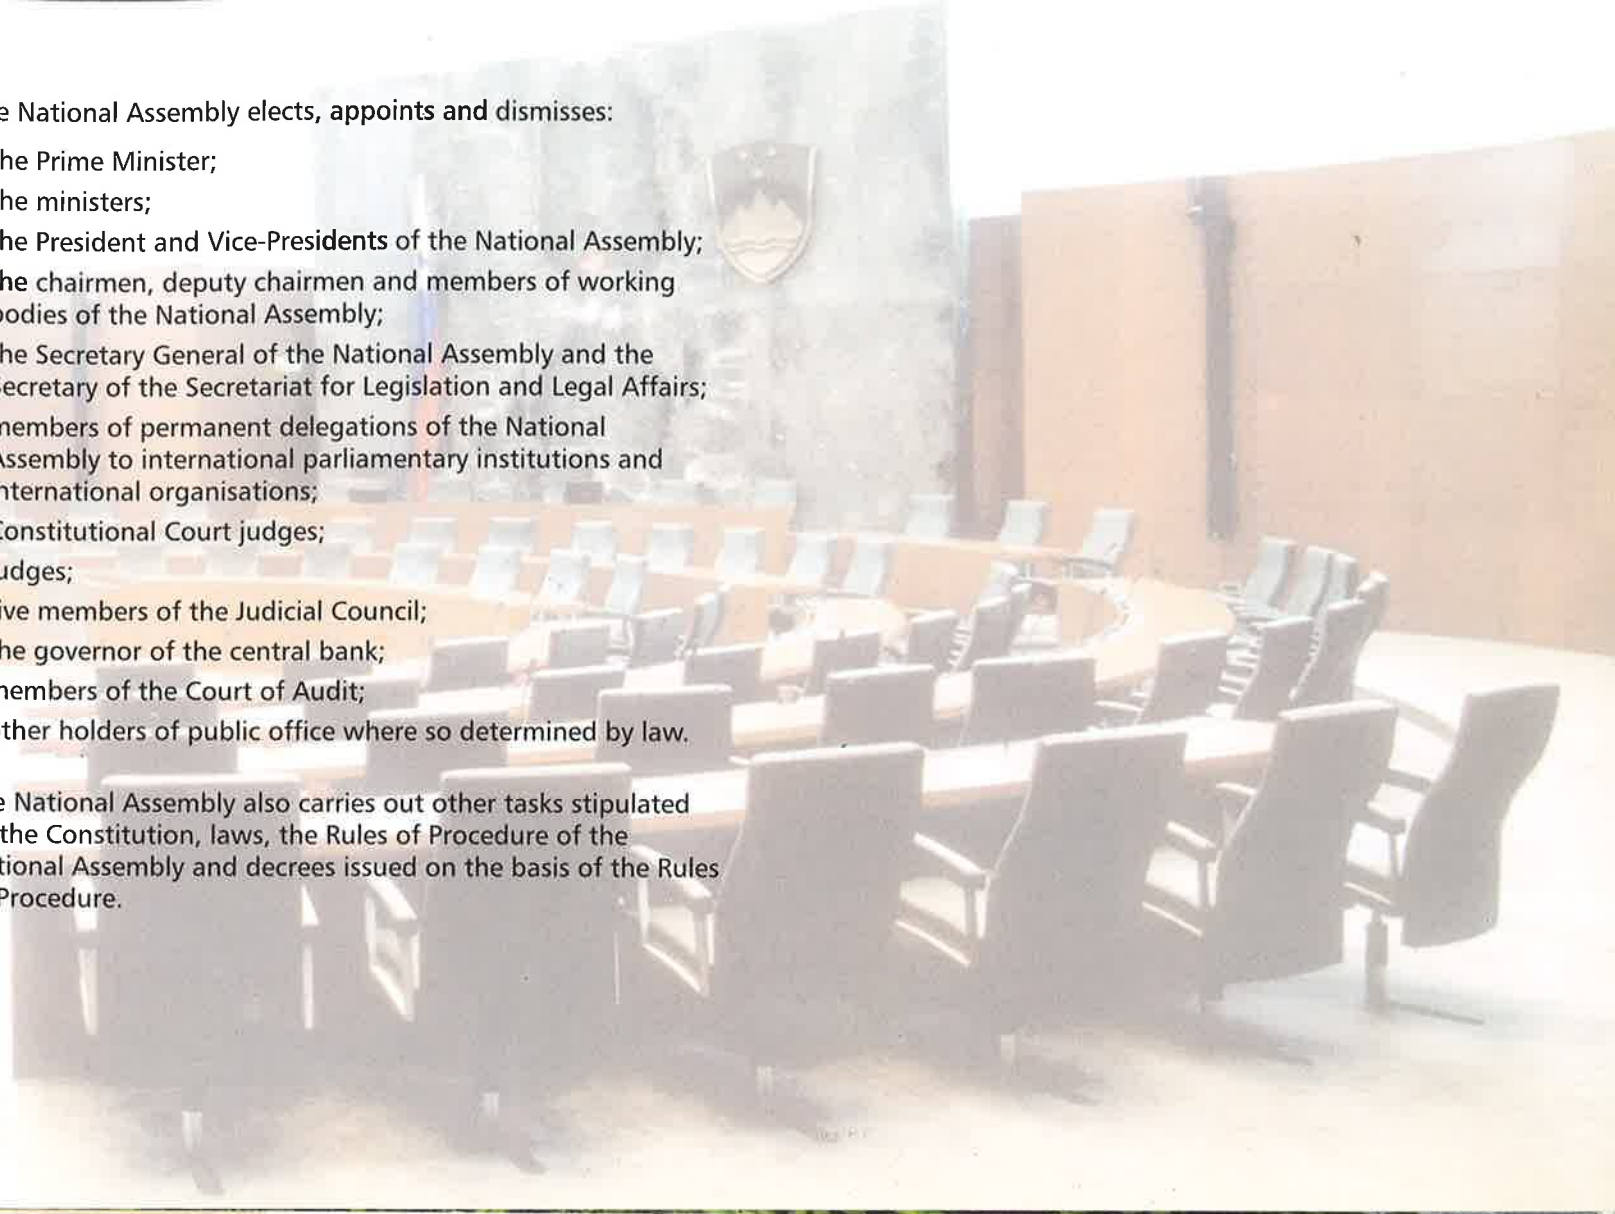 e National Assembly elects, appoints and dismisses:
he Prime Minister;
he ministers;
he President and Vice-Presidents of the National Assembly;
he chairmen, deputy chairmen and members of working
odies of the National Assembly;
he Secretary General of the National Assembly and the
ecretary of the Secretariat for Legislation and Legal Affairs;
nembers of permanent delegations of the National
Assembly to international parliamentary institutions and
nternational organisations;
Constitutional Court judges;
udges;
ive members of the Judicial Council;
he governor of the central bank;
nembers of the Court of Audit;
ther holders of public office where so determined by law.
e National Assembly also carries out other tasks stipulated
the Constitution, laws, the Rules of Procedure of the
tional Assembly and decrees issued on the basis of the Rules
Procedure.